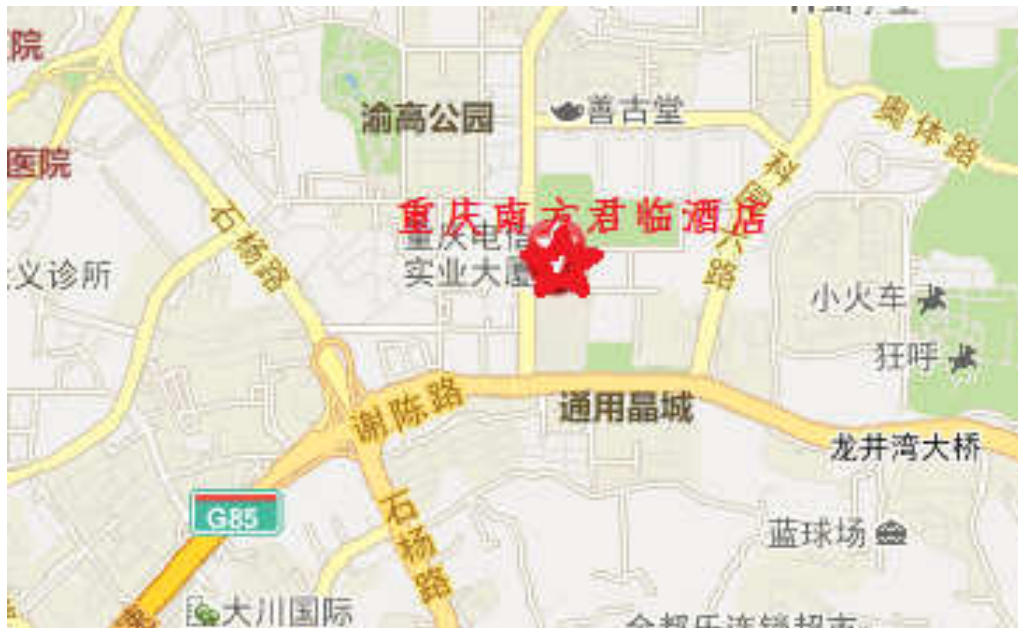 院
渝高公园
善古堂
奥体路
医院
科园六路
重庆南方君临酒店
重庆电信
实业大厦
石杨路
义诊所
小火车
狂呼
谢陈路
通用晶城
龙井湾大桥
G85
石杨路
蓝球场
大川国际